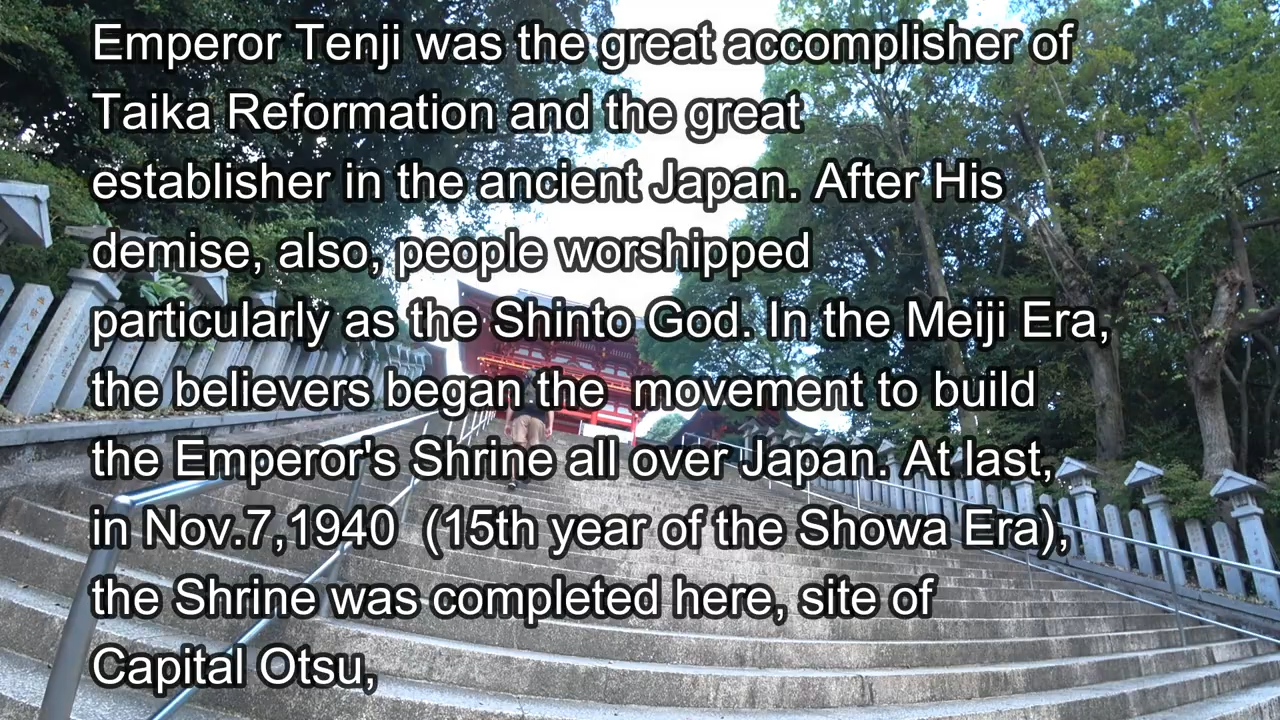 Emperor Tenji was the great accomplisher of
Taika Reformation and the great
establisher in the ancient Japan. After His
demise, also, people worshipped
particularly as the Shinto God. In the Meiji Era,
the believers began the  movement to build
the Emperor's Shrine all over Japan. At last,
in Nov.7,1940  (15th year of the Showa Era),
the Shrine was completed here, site of
Capital Otsu,